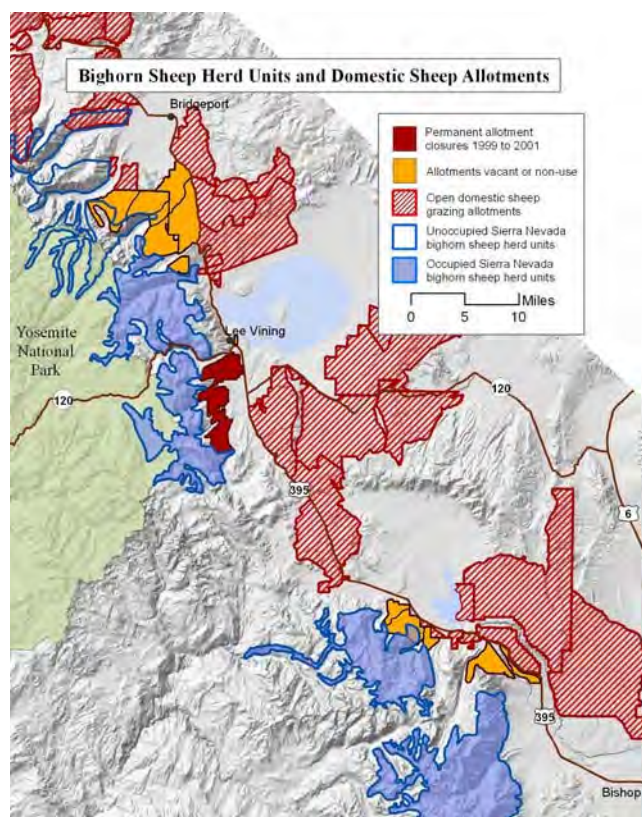 Bighorn Sheep Herd Units and Domestic Sheep Allotments
Bridgeport
Permanent allotment
closures 1999 to 2001
Allotments vacant or non-use
Open domestic sheep
grazing allotments
Unoccupied Sierra Nevada
bighorn sheep herd units
Occupied Sierra Nevada
bighorn sheep herd units
Miles
0 5 10
Lee Vining
Yosemite
National
Park
120
120
395
6
395
Bishop